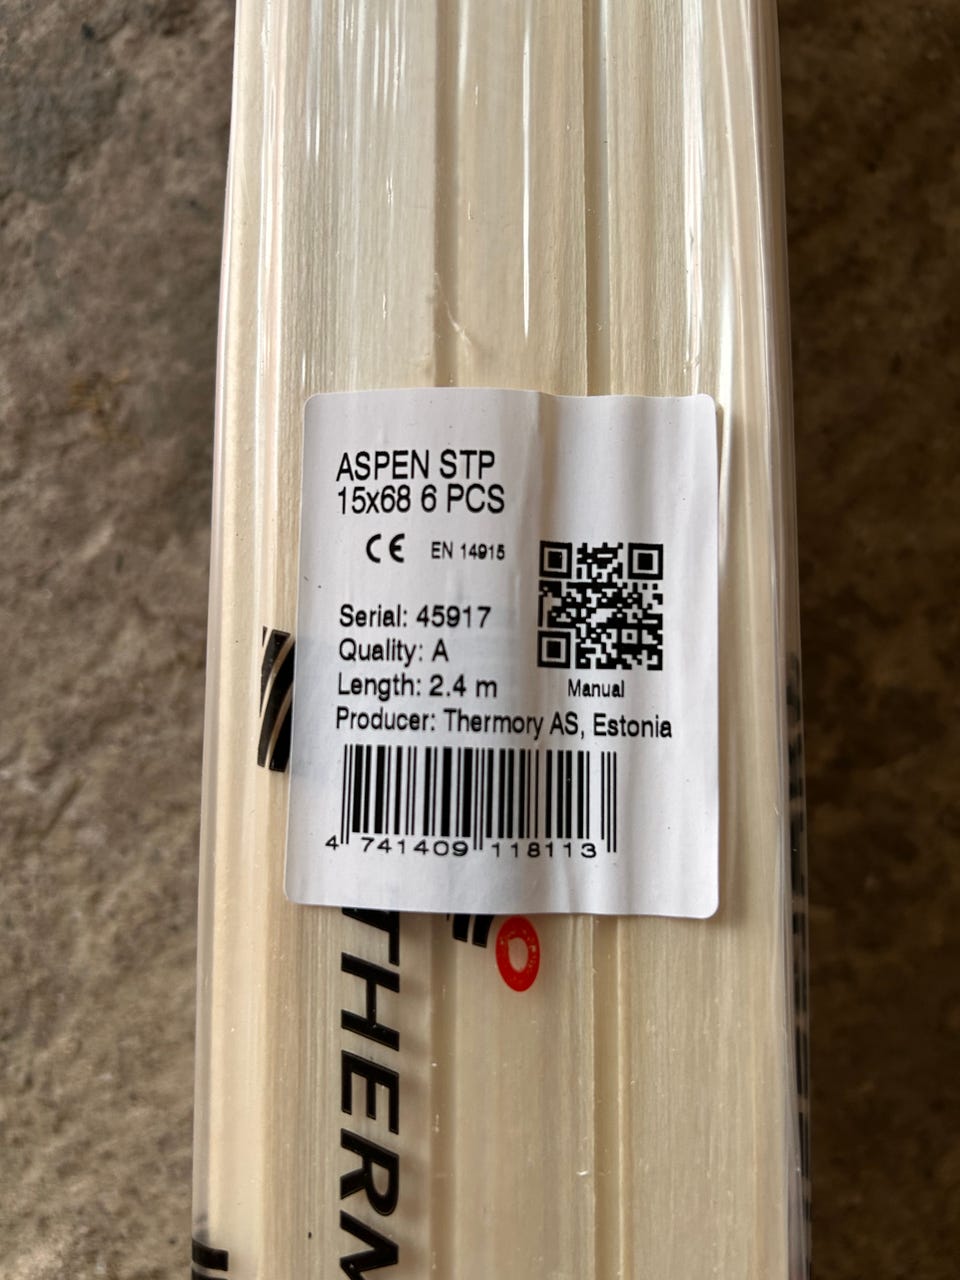 ASPEN STP
15x68 6 PCS
CE EN 14915
Serial: 45917
Quality: A
Length: 2.4 m
Manual
Producer: Thermory AS, Estonia
4 741409 118113
THERM